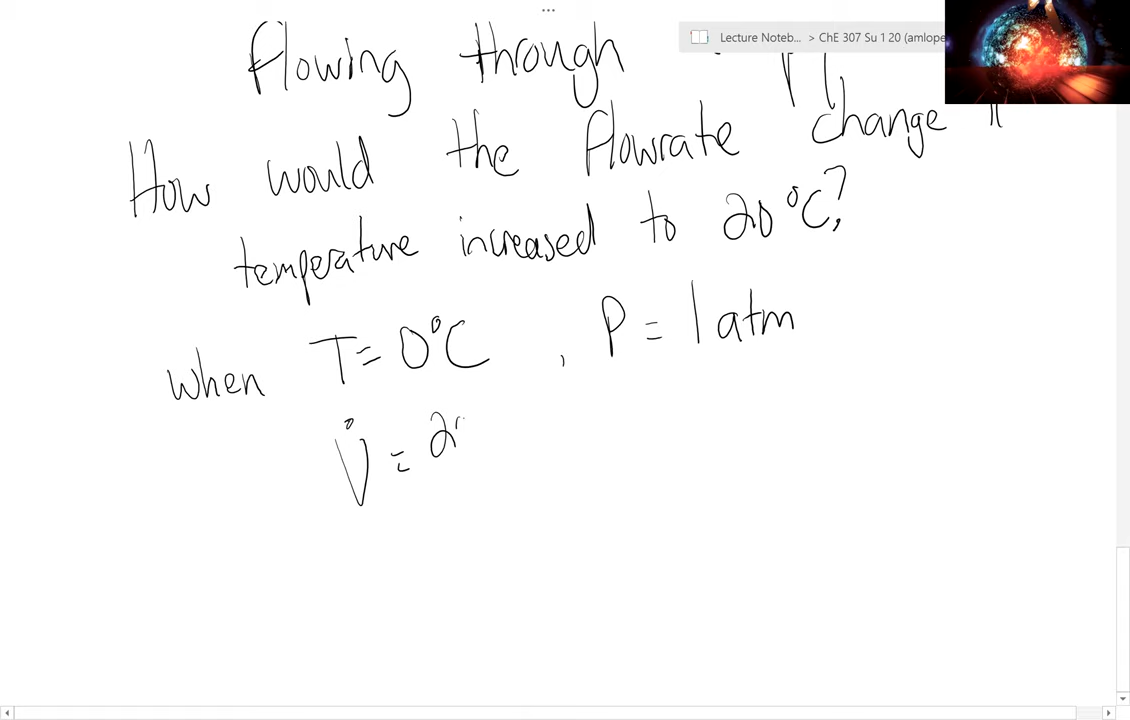 ...
Lecture Noteb... > ChE 307 Su 1 20 (amlope
flowing through
How would the flowrate change
temperature increased to 20°C?
when T = 0°C , P = 1 atm
V̇ = 2